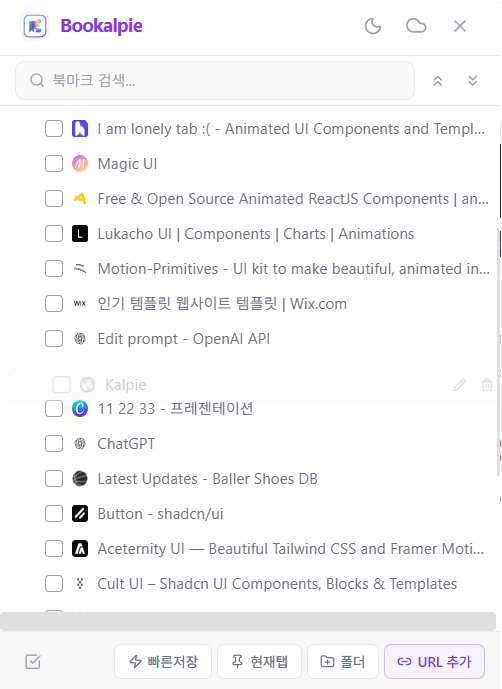 Bookalpie
북마크 검색...
I am lonely tab :( - Animated UI Components and Templ...
Magic UI
Free & Open Source Animated ReactJS Components | an...
Lukacho UI | Components | Charts | Animations
Motion-Primitives - UI kit to make beautiful, animated in...
WIX 인기 템플릿 웹사이트 템플릿 | Wix.com
Edit prompt - OpenAI API
Kalpie
11 22 33 - 프레젠테이션
ChatGPT
Latest Updates - Baller Shoes DB
Button - shadcn/ui
Aceternity UI — Beautiful Tailwind CSS and Framer Moti...
Cult UI – Shadcn UI Components, Blocks & Templates
빠른저장 현재탭 폴더 URL 추가